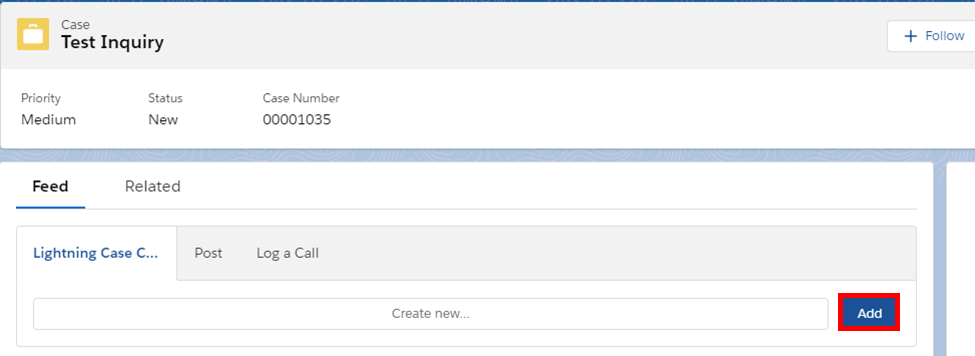 Case
Test Inquiry
+ Follow
Priority Status Case Number
Medium New 00001035
Feed Related
Lightning Case C... Post Log a Call
Create new... Add